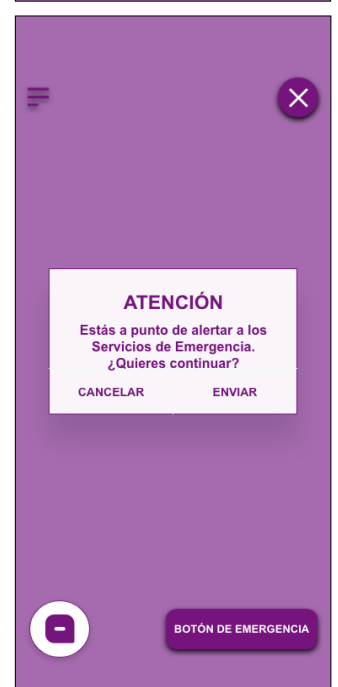 ATENCIÓN
Estás a punto de alertar a los
Servicios de Emergencia.
¿Quieres continuar?
CANCELAR
ENVIAR
BOTÓN DE EMERGENCIA